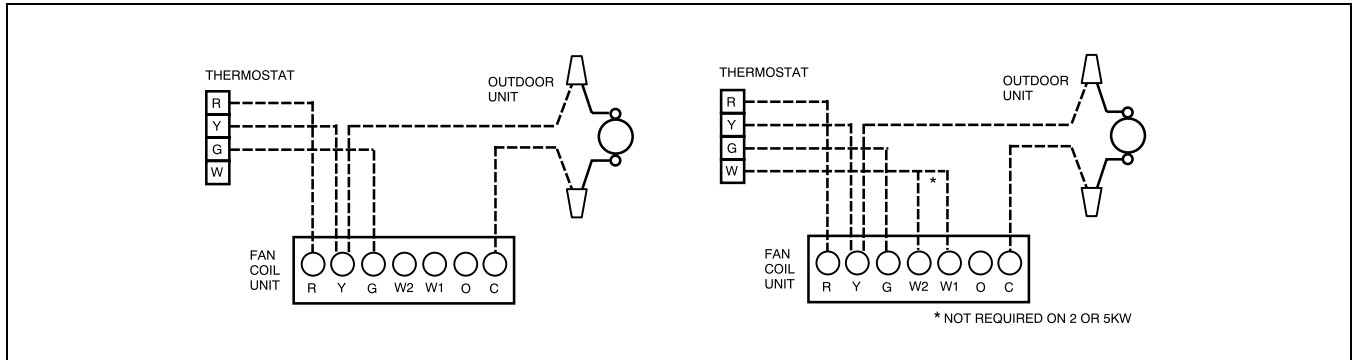 THERMOSTAT
R
Y
G
W
OUTDOOR
UNIT
FAN
COIL
UNIT
R Y G W2 W1 O C
THERMOSTAT
R
Y
G
W
OUTDOOR
UNIT
*
FAN
COIL
UNIT
R Y G W2 W1 O C
* NOT REQUIRED ON 2 OR 5KW